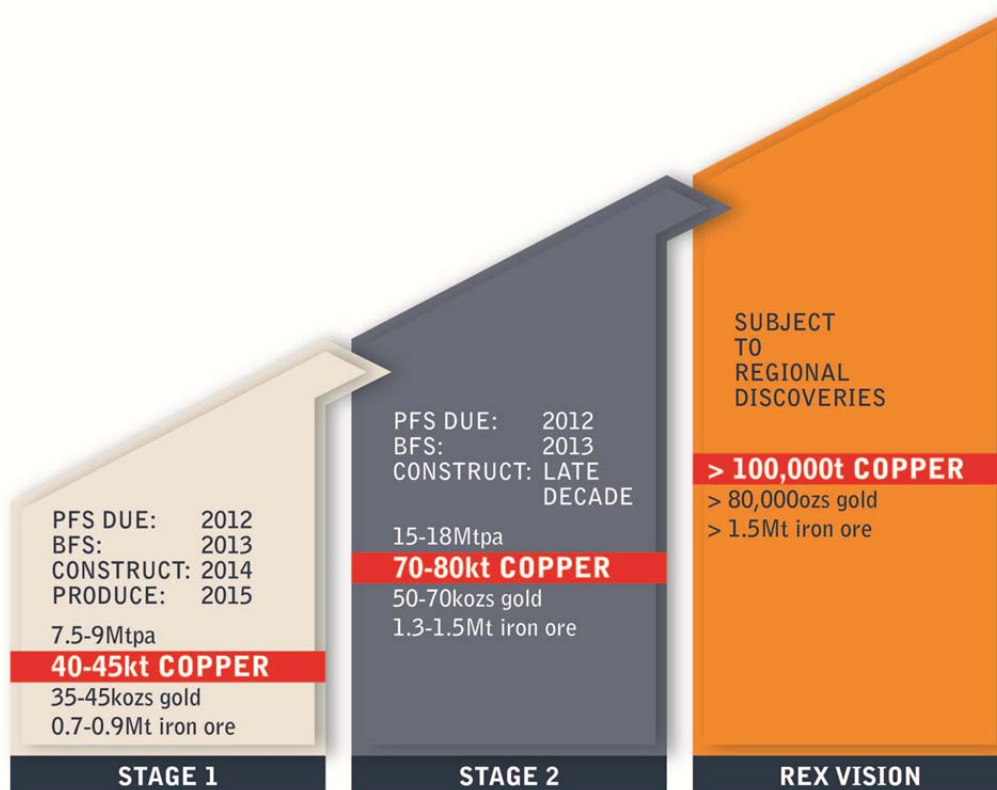 PFS DUE: 2012
BFS: 2013
CONSTRUCT: 2014
PRODUCE: 2015
7.5-9Mtpa
40-45kt COPPER
35-45kozs gold
0.7-0.9Mt iron ore
STAGE 1
PFS DUE: 2012
BFS: 2013
CONSTRUCT: LATE
DECADE
15-18Mtpa
70-80kt COPPER
50-70kozs gold
1.3-1.5Mt iron ore
STAGE 2
SUBJECT
TO
REGIONAL
DISCOVERIES
> 100,000t COPPER
> 80,000ozs gold
> 1.5Mt iron ore
REX VISION